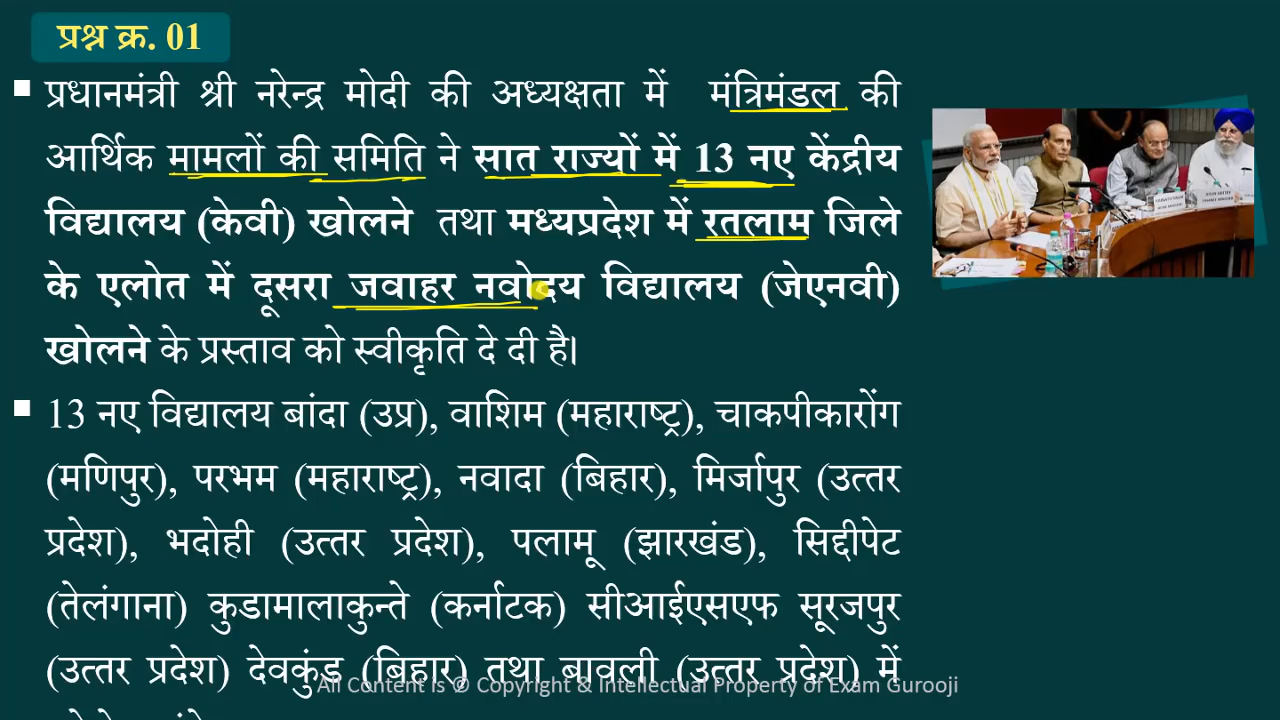 प्रश्न क्र. 01
प्रधानमंत्री श्री नरेन्द्र मोदी की अध्यक्षता में मंत्रिमंडल की
आर्थिक मामलों की समिति ने सात राज्यों में 13 नए केंद्रीय
विद्यालय (केवी) खोलने तथा मध्यप्रदेश में रतलाम जिले
के एलोत में दूसरा जवाहर नवोदय विद्यालय (जेएनवी)
खोलने के प्रस्ताव को स्वीकृति दे दी है।
13 नए विद्यालय बांदा (उप्र), वाशिम (महाराष्ट्र), चाकपीकारोंग
(मणिपुर), परभम (महाराष्ट्र), नवादा (बिहार), मिर्जापुर (उत्तर
प्रदेश), भदोही (उत्तर प्रदेश), पलामू (झारखंड), सिद्दीपेट
(तेलंगाना) कुडामालाकुन्ते (कर्नाटक) सीआईएसएफ सूरजपुर
(उत्तर प्रदेश) देवकुंड (बिहार) तथा बावली (उत्तर प्रदेश) में
All Content is @ Copyright & Intellectual Property of Exam Gurooji